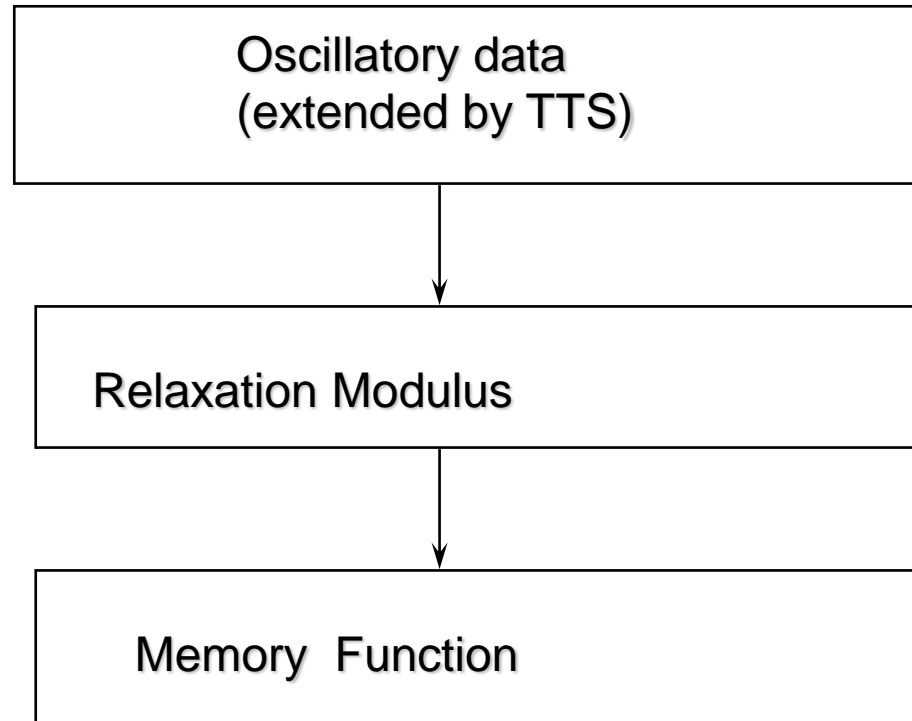 Oscillatory data
(extended by TTS)
Relaxation Modulus
Memory  Function